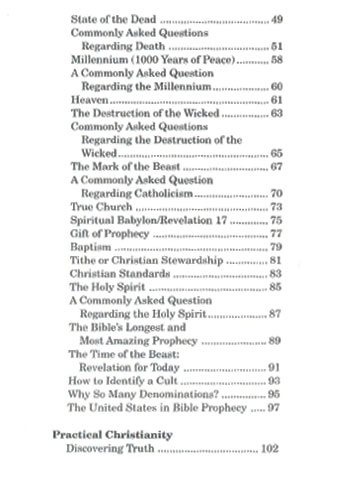 State of the Dead ................................ 49
Commonly Asked Questions
Regarding Death .............................. 51
Millennium (1000 Years of Peace).......... 58
A Commonly Asked Question
Regarding the Millennium................. 60
Heaven................................................ 61
The Destruction of the Wicked ............. 63
Commonly Asked Questions
Regarding the Destruction of the
Wicked............................................. 65
The Mark of the Beast .......................... 67
A Commonly Asked Question
Regarding Catholicism...................... 70
True Church ........................................ 73
Spiritual Babylon/Revelation 17 ............ 75
Gift of Prophecy ................................... 77
Baptism .............................................. 79
Tithe or Christian Stewardship ............. 81
Christian Standards ............................. 83
The Holy Spirit .................................... 85
A Commonly Asked Question
Regarding the Holy Spirit................... 87
The Bible's Longest and
Most Amazing Prophecy .................... 89
The Time of the Beast:
Revelation for Today ......................... 91
How to Identify a Cult .......................... 93
Why So Many Denominations? .............. 95
The United States in Bible Prophecy ..... 97
Practical Christianity
Discovering Truth ................................ 102